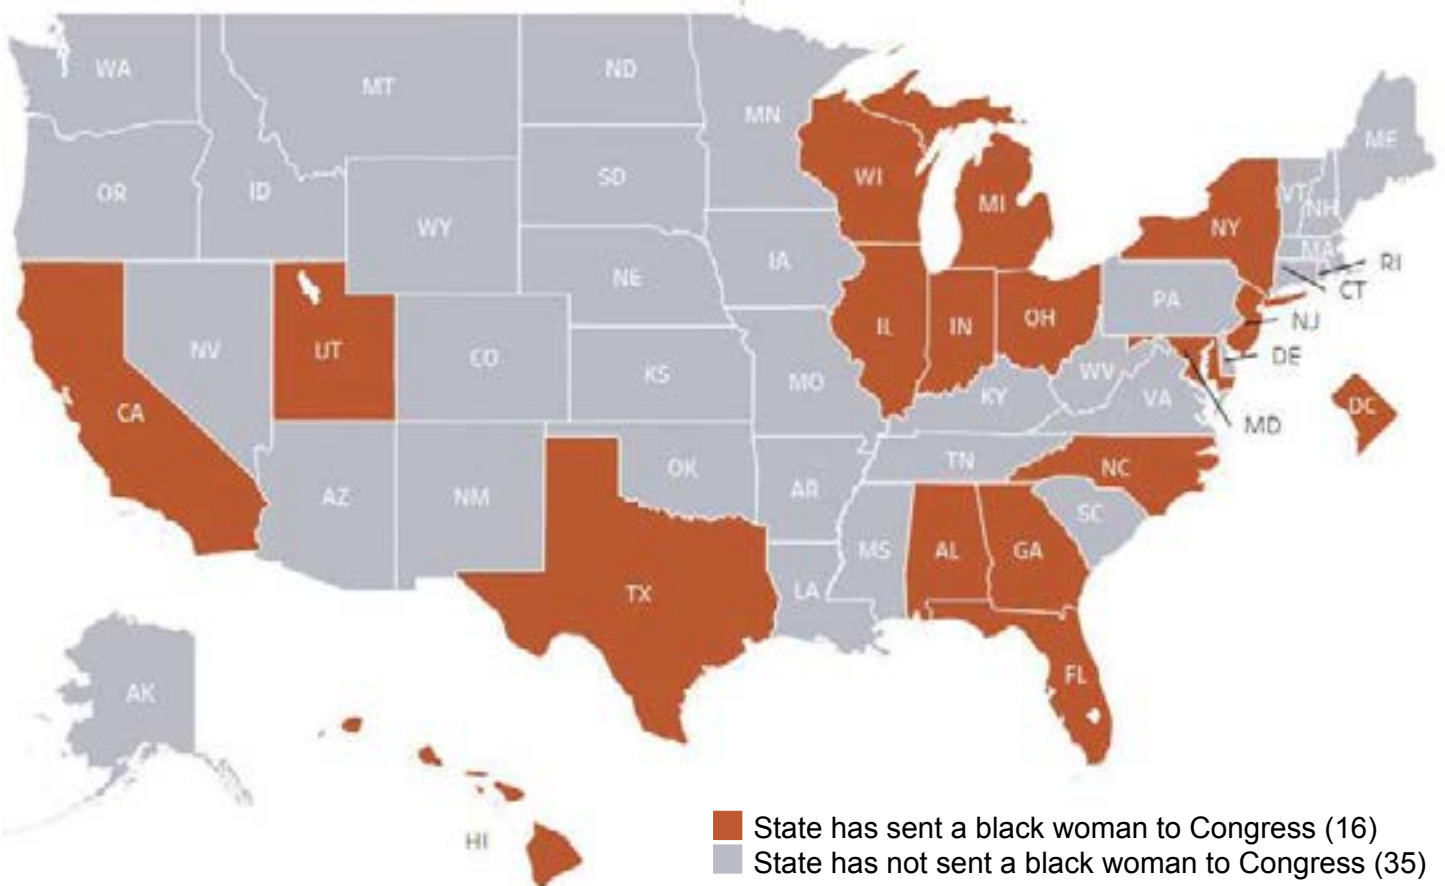 WA
MT
ND
MN
ME
OR
ID
SD
WI
VT
NH
WY
MI
NY
MA
RI
IA
NE
CT
PA
NJ
NV
UT
CO
IL
IN
OH
DE
KS
MO
WV
CA
KY
VA
DC
MD
AZ
NM
OK
TN
NC
AR
SC
MS
AL
GA
TX
LA
FL
AK
HI
State has sent a black woman to Congress (16)
State has not sent a black woman to Congress (35)